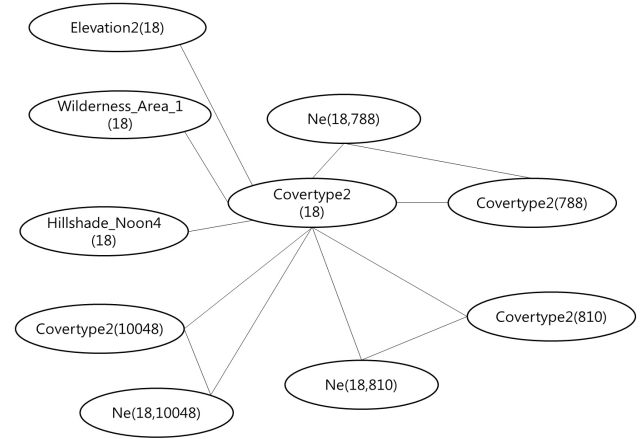 Elevation2(18)
Wilderness_Area_1
(18)
Ne(18,788)
Covertype2
(18)
Covertype2(788)
Hillshade_Noon4
(18)
Covertype2(10048)
Covertype2(810)
Ne(18,810)
Ne(18,10048)